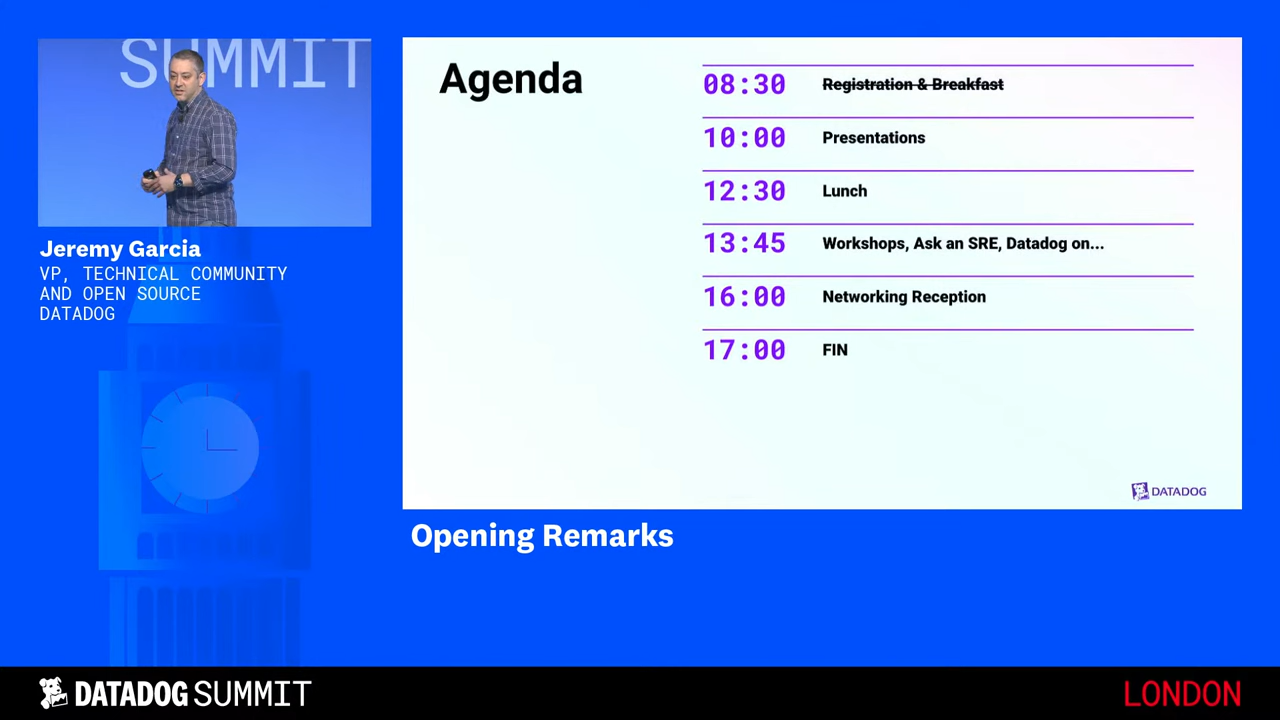 SUMMIT
Jeremy Garcia
VP, TECHNICAL COMMUNITY
AND OPEN SOURCE
DATADOG
Agenda
08:30 Registration & Breakfast
10:00 Presentations
12:30 Lunch
13:45 Workshops, Ask an SRE, Datadog on...
16:00 Networking Reception
17:00 FIN
DATADOG
Opening Remarks
DATADOG SUMMIT
LONDON